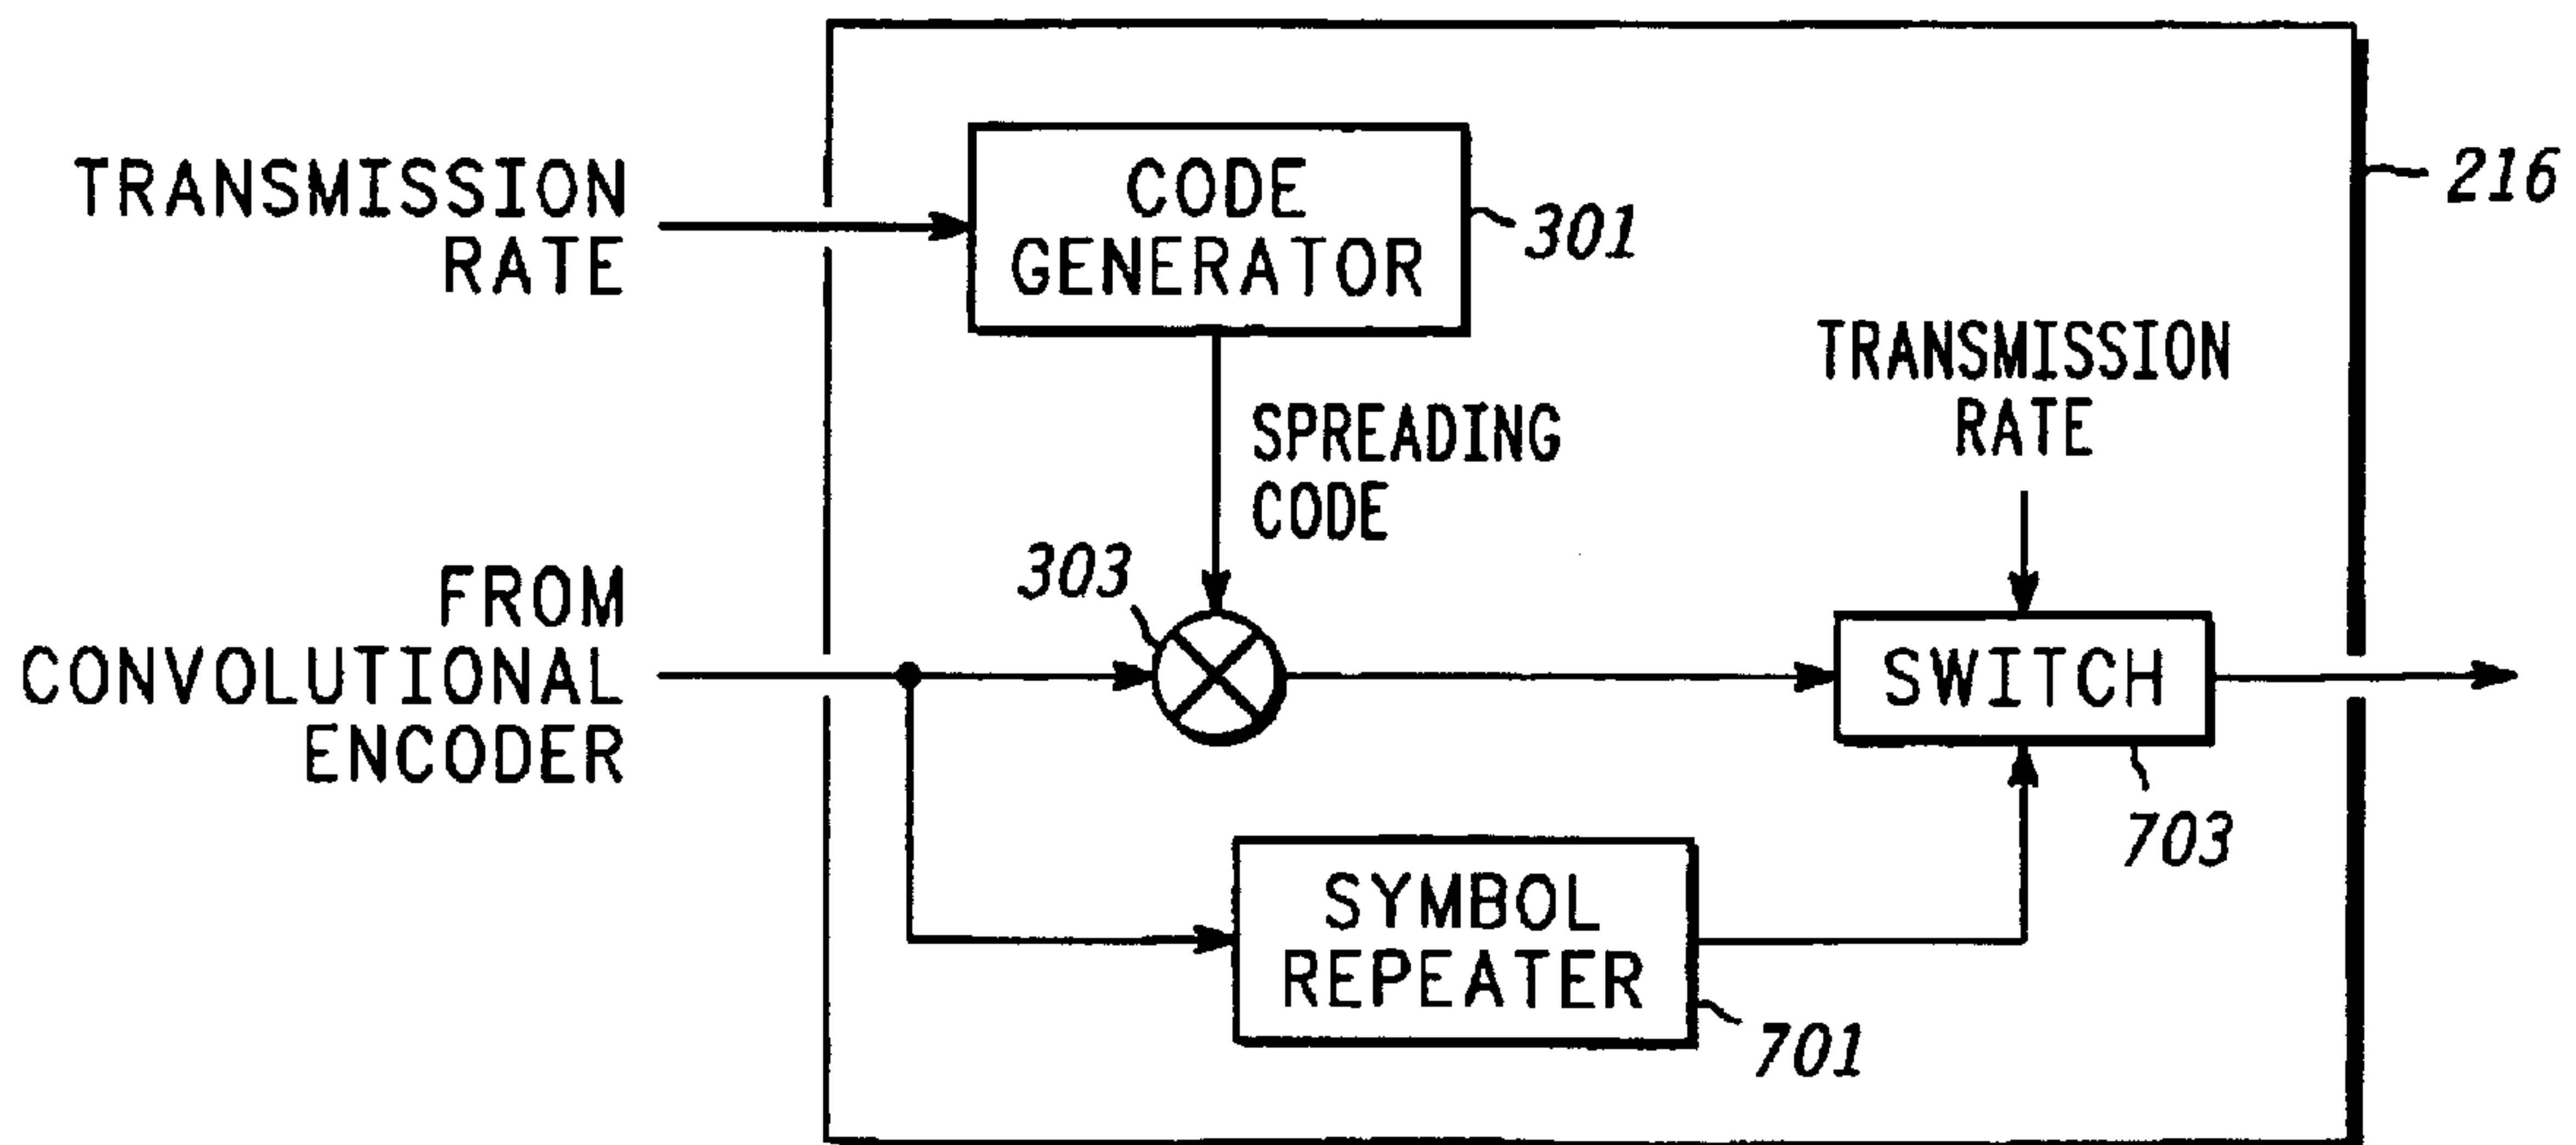 TRANSMISSION
RATE
CODE
GENERATOR
301
216
SPREADING
CODE
TRANSMISSION
RATE
303
FROM
CONVOLUTIONAL
ENCODER
SWITCH
703
SYMBOL
REPEATER
701